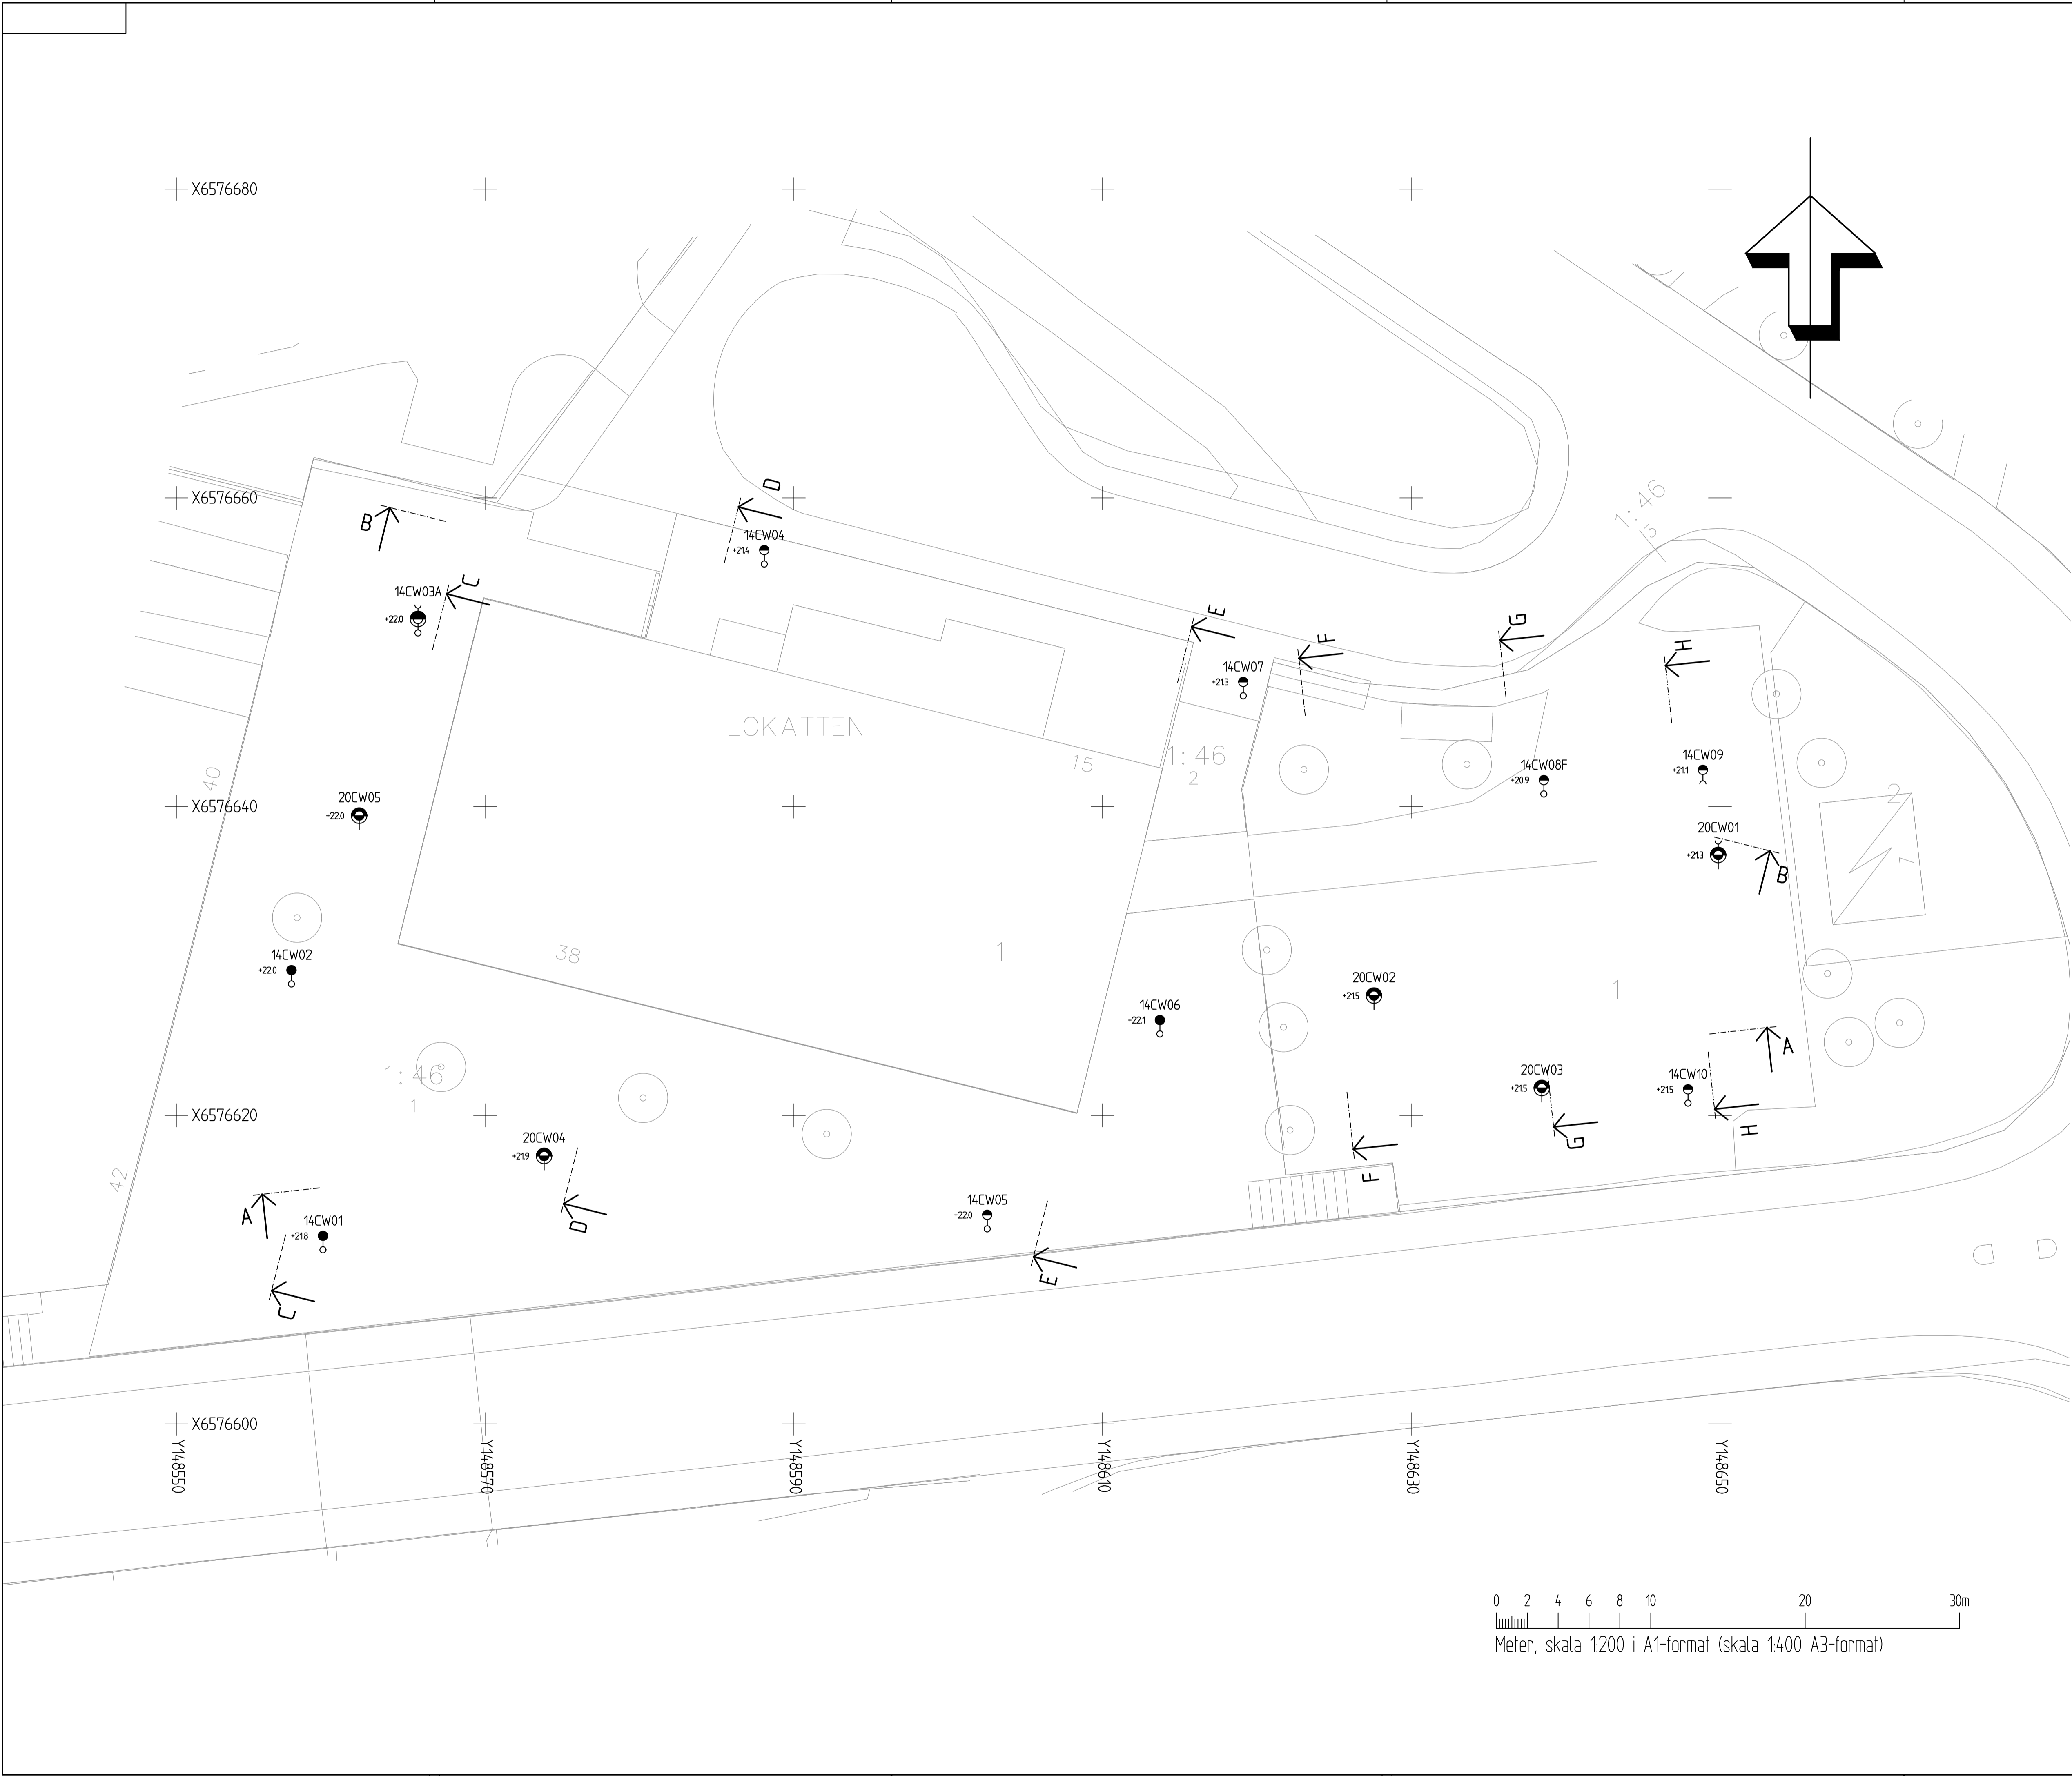 X6576680
1:46
3
X6576660
D
B
14CW04
+21.4
C
14CW03A
+22.0
E
G
F
H
14CW07
+21.3
LOKATTEN
1:46
2
15
14CW08F
+20.9
14CW09
+21.1
40
2
X6576640
20CW05
+22.0
20CW01
+21.3
7
B
38
1
14CW02
+22.0
20CW02
+21.5
1
14CW06
+22.1
A
1:46
1
20CW03
+21.5
14CW10
+21.5
X6576620
G
H
20CW04
+21.9
42
F
A
14CW01
+21.8
14CW05
+22.0
D
E
C
X6576600
Y148550
Y148570
Y148590
Y148610
Y148630
Y148650
0 2 4 6 8 10 20 30m
Meter, skala 1:200 i A1-format (skala 1:400 A3-format)